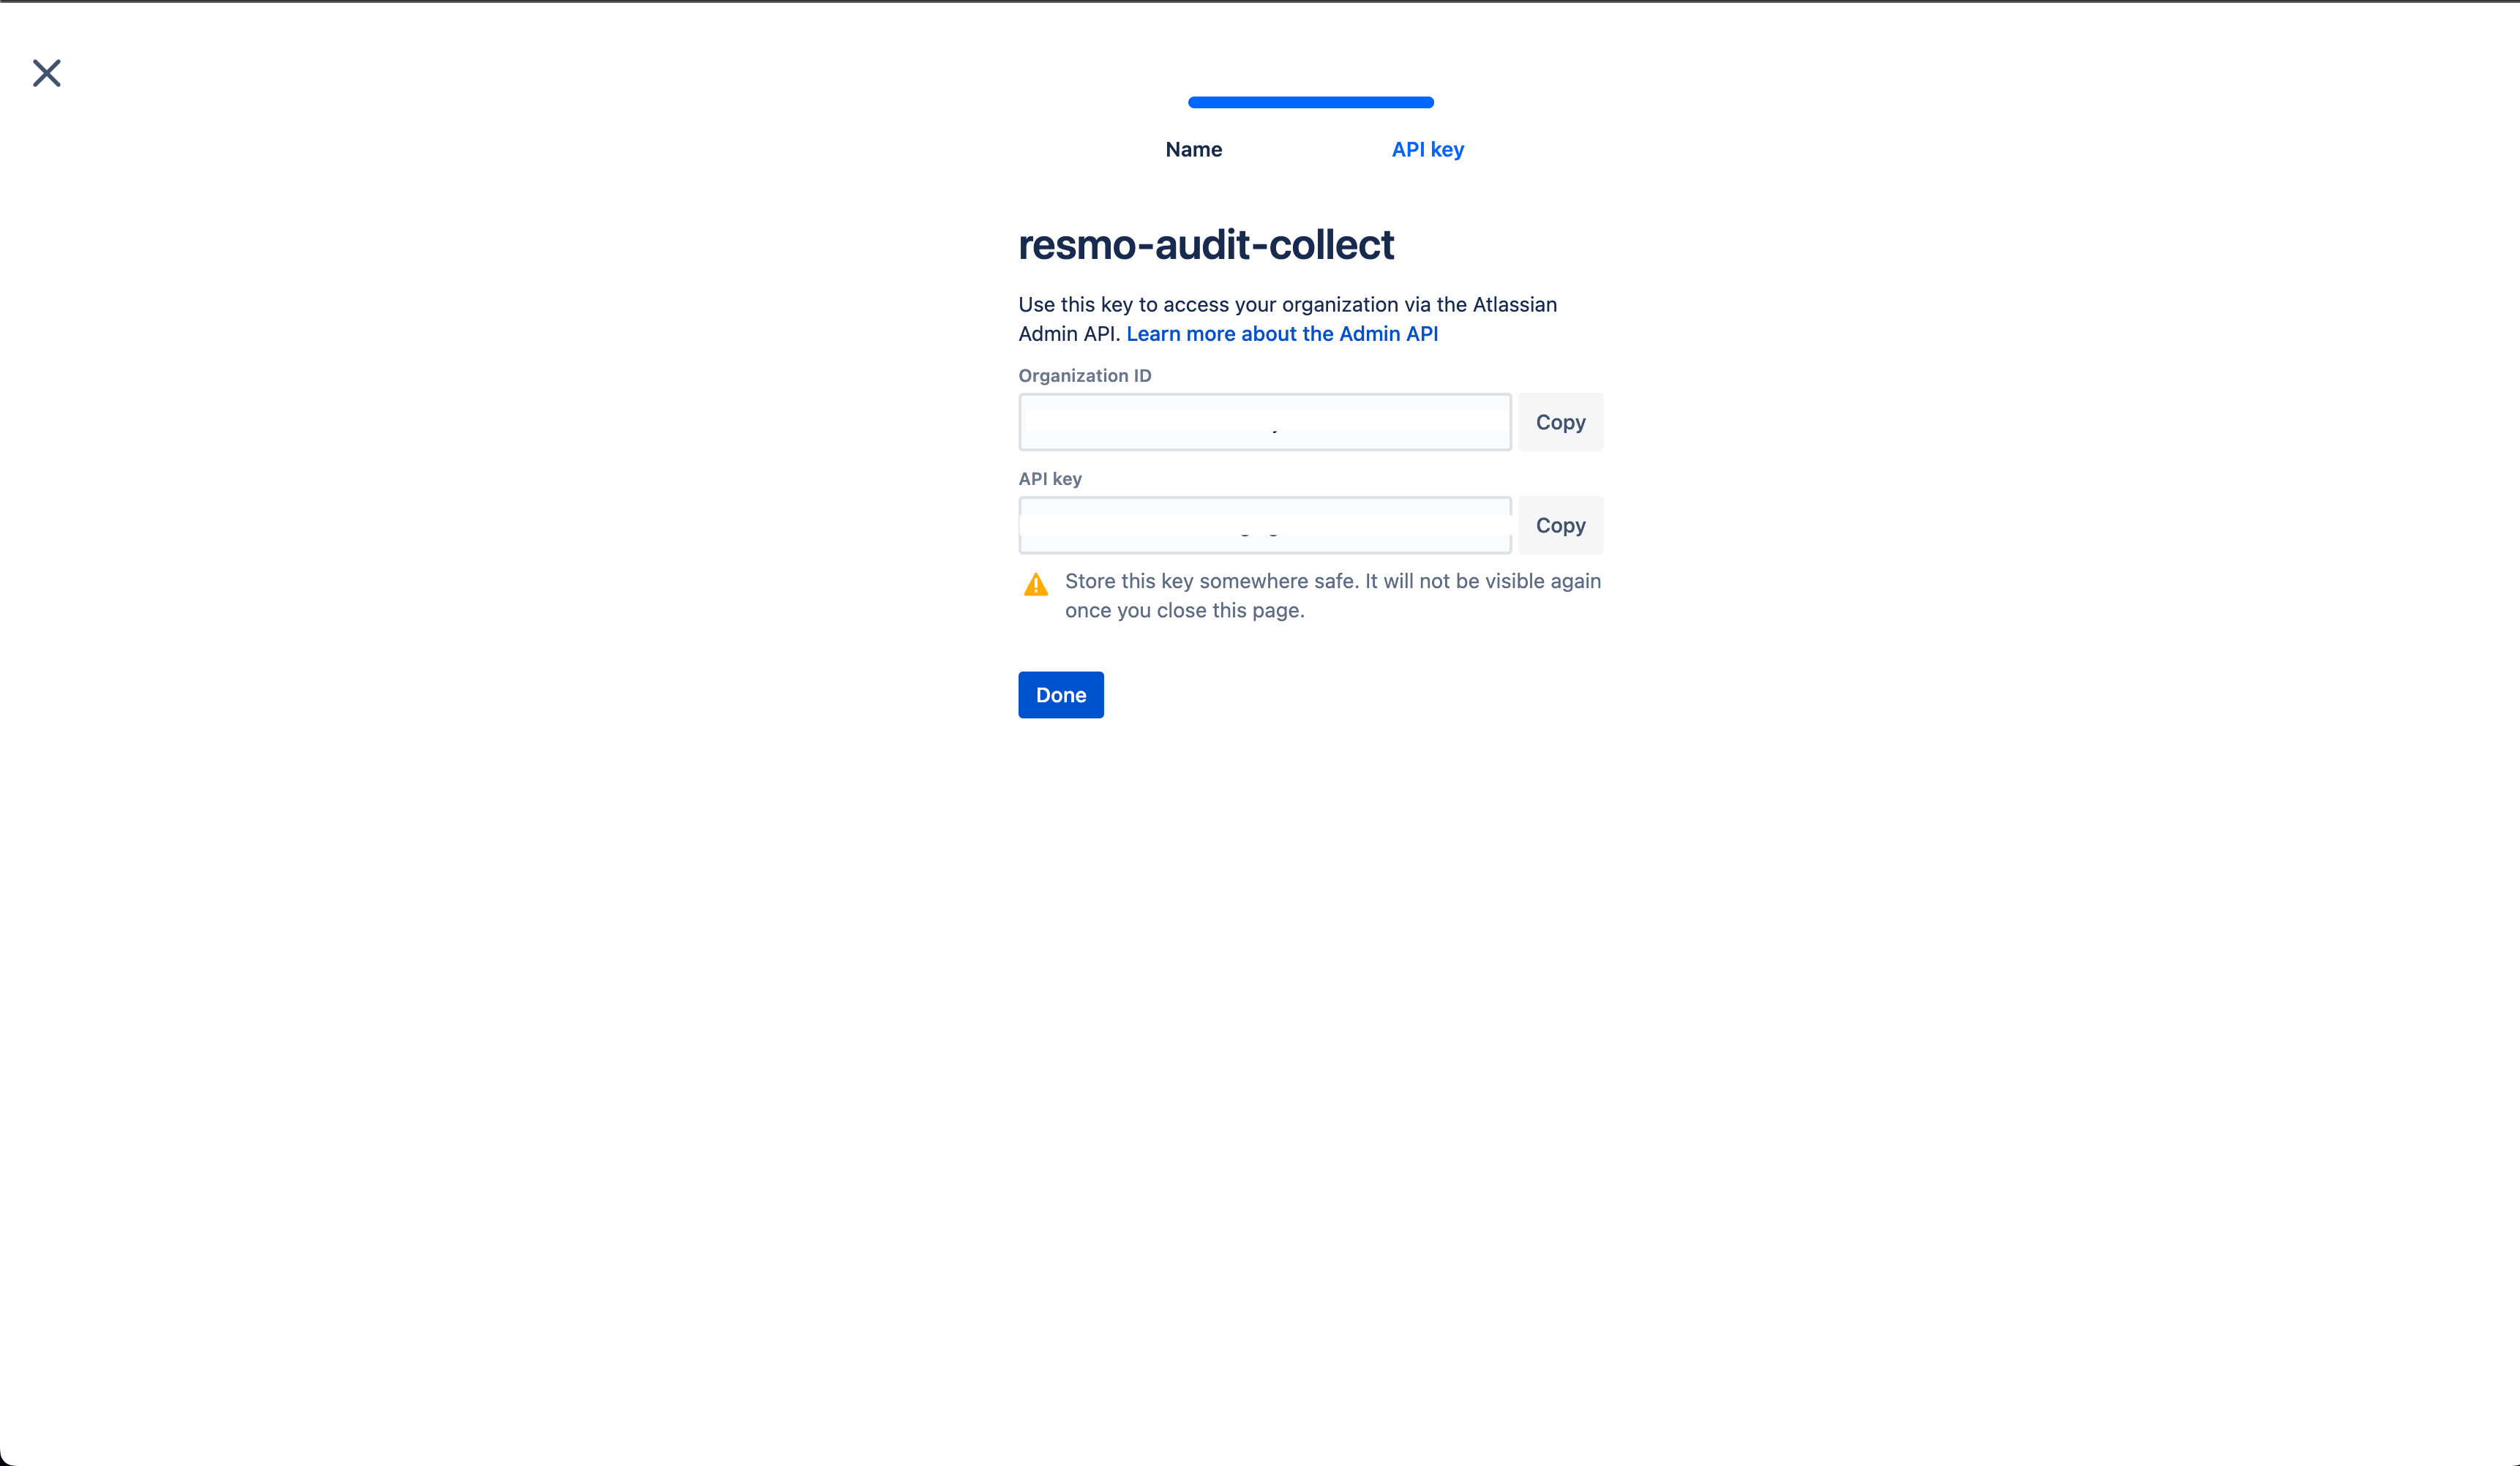 Name
API key
resmo-audit-collect
Use this key to access your organization via the Atlassian
Admin API. Learn more about the Admin API
Organization ID
Copy
API key
Copy
Store this key somewhere safe. It will not be visible again
once you close this page.
Done